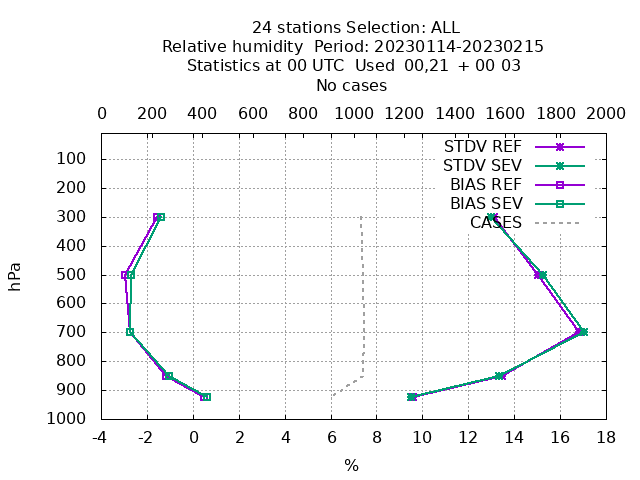 24 stations Selection: ALL
Relative humidity  Period: 20230114-20230215
Statistics at 00 UTC  Used  00,21  + 00 03
No cases
0 200 400 600 800 1000 1200 1400 1600 1800 2000
STDV REF
STDV SEV
BIAS REF
BIAS SEV
CASES
100
200
300
400
500
600
700
800
900
1000
hPa
-4 -2 0 2 4 6 8 10 12 14 16 18
%